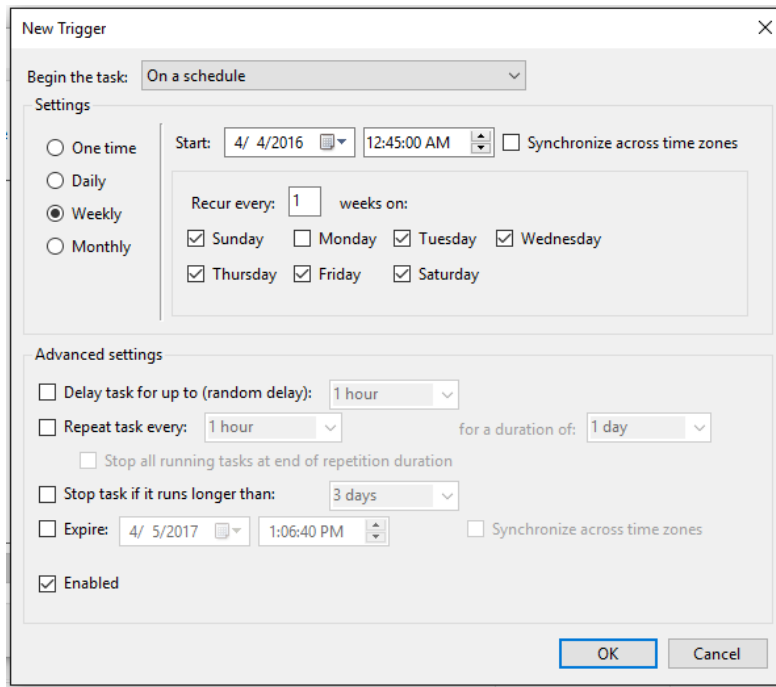 New Trigger
Begin the task: On a schedule
Settings
One time
Daily
Weekly
Monthly
Start: 4/ 4/2016 12:45:00 AM Synchronize across time zones
Recur every: 1 weeks on:
Sunday Monday Tuesday Wednesday
Thursday Friday Saturday
Advanced settings
Delay task for up to (random delay): 1 hour
Repeat task every: 1 hour for a duration of: 1 day
Stop all running tasks at end of repetition duration
Stop task if it runs longer than: 3 days
Expire: 4/ 5/2017 1:06:40 PM Synchronize across time zones
Enabled
OK Cancel